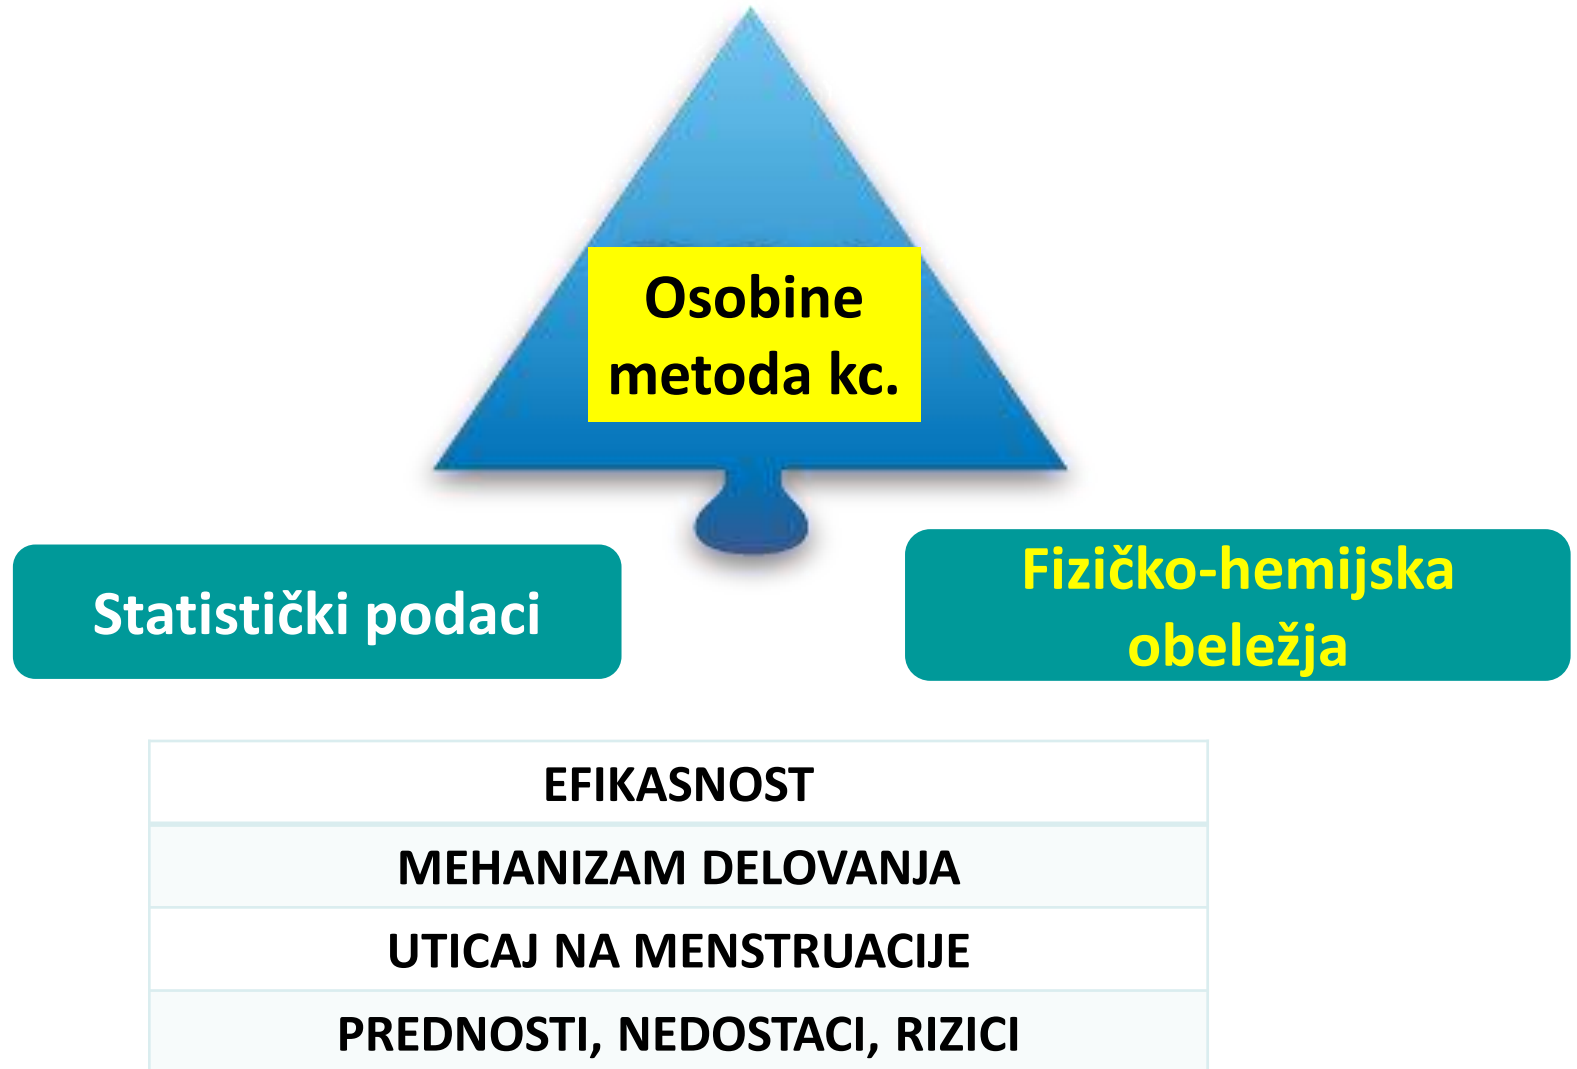 Osobine
metoda kc.
Statistički podaci
Fizičko-hemijska
obeležja
EFIKASNOST
MEHANIZAM DELOVANJA
UTICAJ NA MENSTRUACIJE
PREDNOSTI, NEDOSTACI, RIZICI